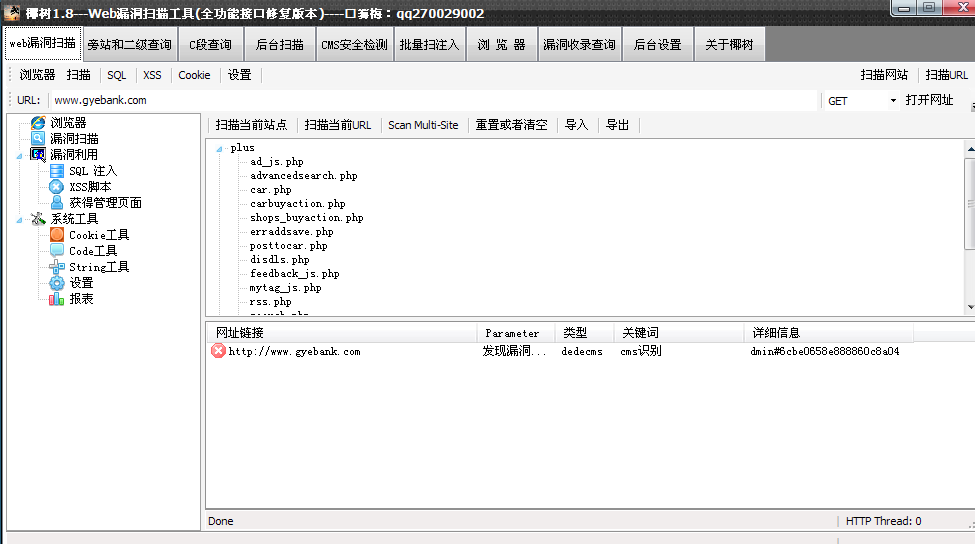 椰树1.8---Web漏洞扫描工具(全功能接口修复版本)----口 梅：qq270029002
web漏洞扫描 旁站和二级查询 C段查询 后台扫描 CMS安全检测 批量扫注入 浏 览 器 漏洞收录查询 后台设置 关于椰树
浏览器 扫描 SQL XSS Cookie 设置 扫描网站 扫描URL
URL: www.gyebank.com GET 打开网址
浏览器
漏洞扫描
漏洞利用
SQL 注入
XSS脚本
获得管理页面
系统工具
Cookie工具
Code工具
String工具
设置
报表
扫描当前站点 扫描当前URL Scan Multi-Site 重置或者清空 导入 导出
plus
ad_js.php
advancedsearch.php
car.php
carbuyaction.php
shops_buyaction.php
erraddsave.php
posttocar.php
disdls.php
feedback_js.php
mytag_js.php
rss.php
网址链接 Parameter 类型 关键词 详细信息
http://www.gyebank.com 发现漏洞... dedecms cms识别 dmin#6cbe0658e888860c8a04
Done HTTP Thread: 0